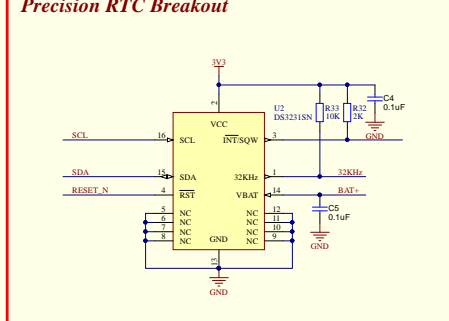 Precision RTC Breakout
3V3
2
VCC
U2
DS3231SN
R33
10K
R32
2K
C4
0.1uF
GND
SCL
16
SCL
INT/SQW
3
SDA
15
SDA
32KHz
1
32KHz
RESET_N
4
RST
VBAT
14
BAT+
5
NC
NC
12
6
NC
NC
11
7
NC
NC
10
8
NC
NC
9
C5
0.1uF
GND
GND
13
GND